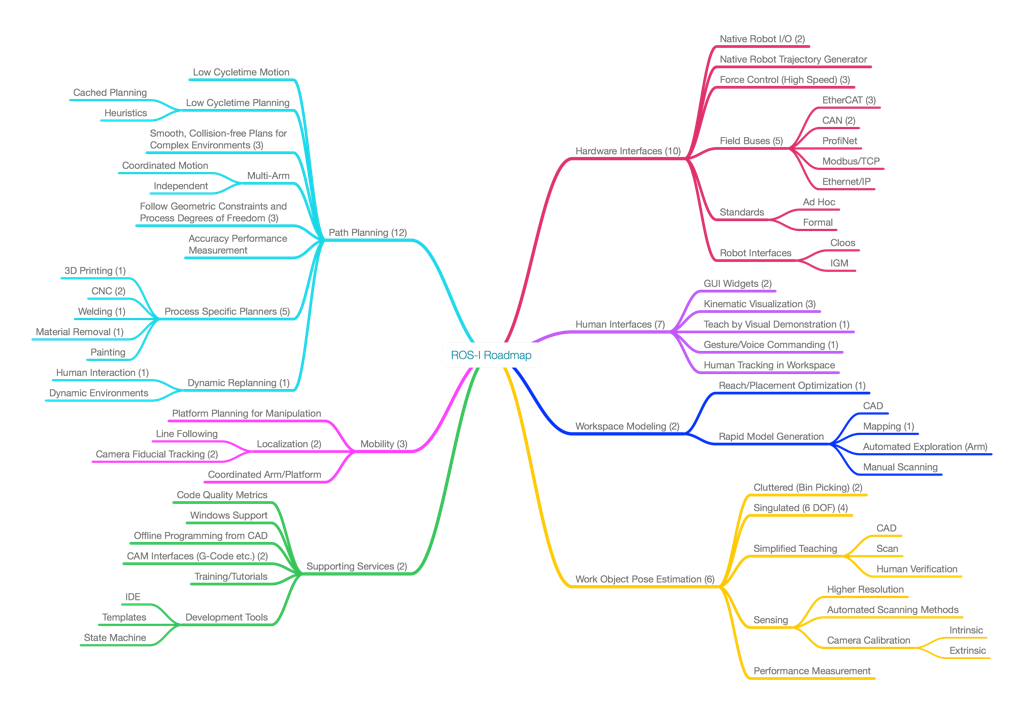 ROS-I Roadmap
Path Planning (12)
Low Cycletime Motion
Low Cycletime Planning
Cached Planning
Heuristics
Smooth, Collision-free Plans for
Complex Environments (3)
Multi-Arm
Coordinated Motion
Independent
Follow Geometric Constraints and
Process Degrees of Freedom (3)
Accuracy Performance
Measurement
Process Specific Planners (5)
3D Printing (1)
CNC (2)
Welding (1)
Material Removal (1)
Painting
Dynamic Replanning (1)
Human Interaction (1)
Dynamic Environments
Mobility (3)
Platform Planning for Manipulation
Localization (2)
Line Following
Camera Fiducial Tracking (2)
Coordinated Arm/Platform
Supporting Services (2)
Code Quality Metrics
Windows Support
Offline Programming from CAD
CAM Interfaces (G-Code etc.) (2)
Training/Tutorials
Development Tools
IDE
Templates
State Machine
Hardware Interfaces (10)
Native Robot I/O (2)
Native Robot Trajectory Generator
Force Control (High Speed) (3)
Field Buses (5)
EtherCAT (3)
CAN (2)
ProfiNet
Modbus/TCP
Ethernet/IP
Standards
Ad Hoc
Formal
Robot Interfaces
Cloos
IGM
Human Interfaces (7)
GUI Widgets (2)
Kinematic Visualization (3)
Teach by Visual Demonstration (1)
Gesture/Voice Commanding (1)
Human Tracking in Workspace
Workspace Modeling (2)
Reach/Placement Optimization (1)
Rapid Model Generation
CAD
Mapping (1)
Automated Exploration (Arm)
Manual Scanning
Work Object Pose Estimation (6)
Cluttered (Bin Picking) (2)
Singulated (6 DOF) (4)
Simplified Teaching
CAD
Scan
Human Verification
Sensing
Higher Resolution
Automated Scanning Methods
Camera Calibration
Intrinsic
Extrinsic
Performance Measurement